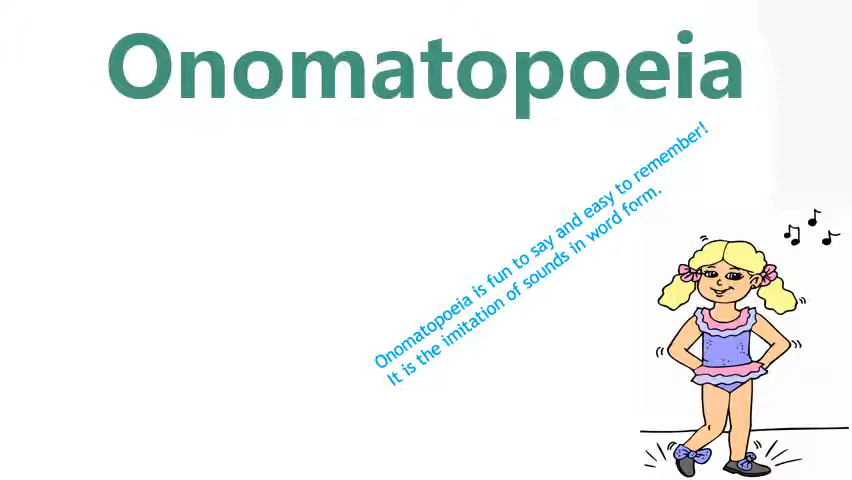 Onomatopoeia
Onomatopoeia is fun to say and easy to remember!
It is the imitation of sounds in word form.